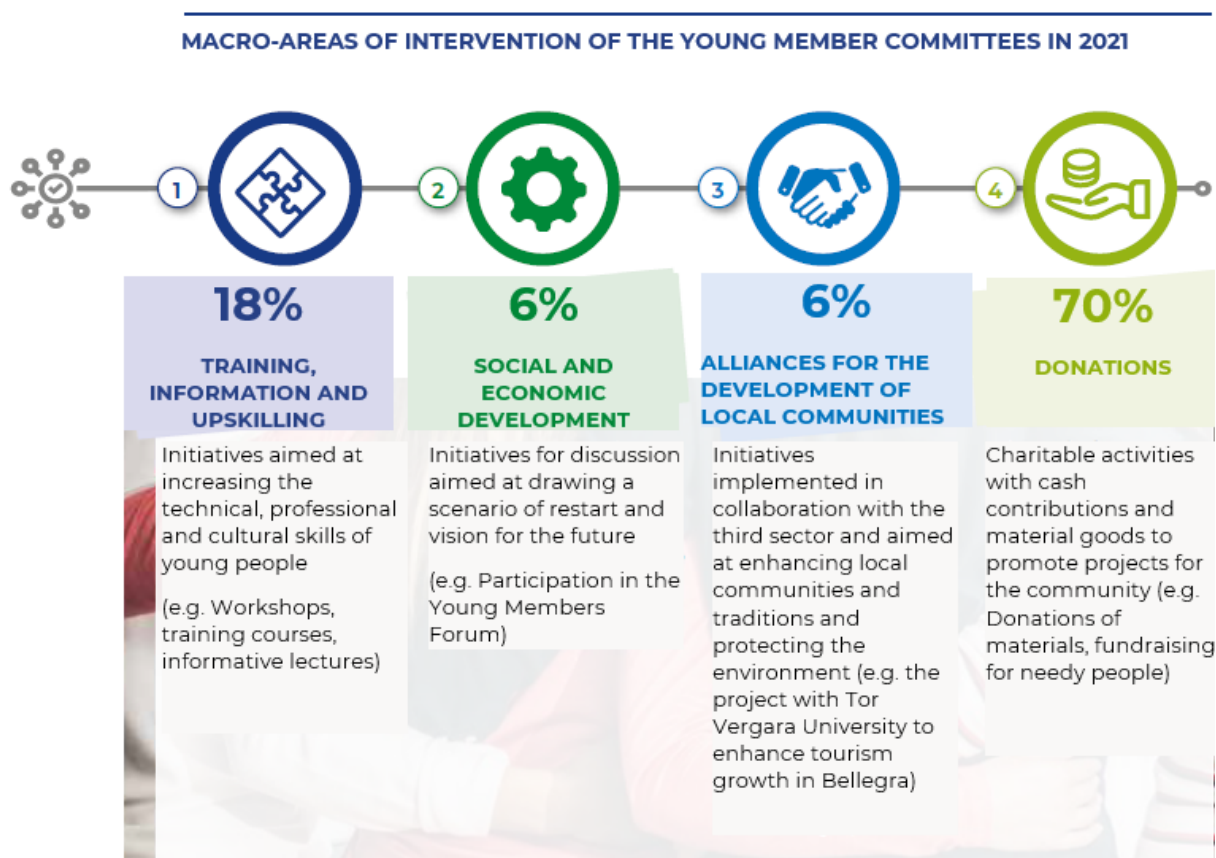 MACRO-AREAS OF INTERVENTION OF THE YOUNG MEMBER COMMITTEES IN 2021
1
2
3
4
18%
TRAINING,
INFORMATION AND
UPSKILLING
Initiatives aimed at
increasing the
technical, professional
and cultural skills of
young people
(e.g. Workshops,
training courses,
informative lectures)
6%
SOCIAL AND
ECONOMIC
DEVELOPMENT
Initiatives for discussion
aimed at drawing a
scenario of restart and
vision for the future
(e.g. Participation in the
Young Members
Forum)
6%
ALLIANCES FOR THE
DEVELOPMENT OF
LOCAL COMMUNITIES
Initiatives
implemented in
collaboration with the
third sector and aimed
at enhancing local
communities and
traditions and
protecting the
environment (e.g. the
project with Tor
Vergara University to
enhance tourism
growth in Bellegra)
70%
DONATIONS
Charitable activities
with cash
contributions and
material goods to
promote projects for
the community (e.g.
Donations of
materials, fundraising
for needy people)